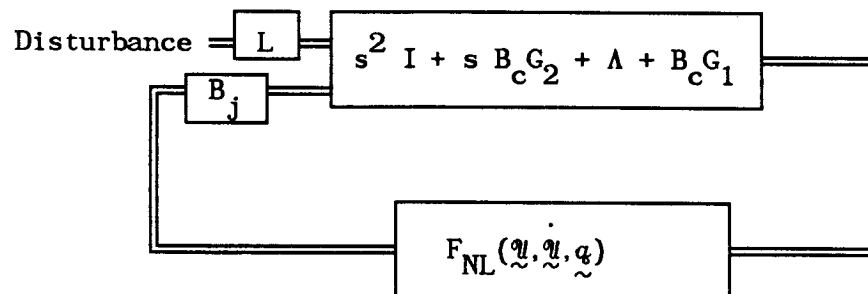 Disturbance
L
s² I + s B_c G_2 + Λ + B_c G_1
B_j
F_NL(𝒰, 𝒰̇, q)